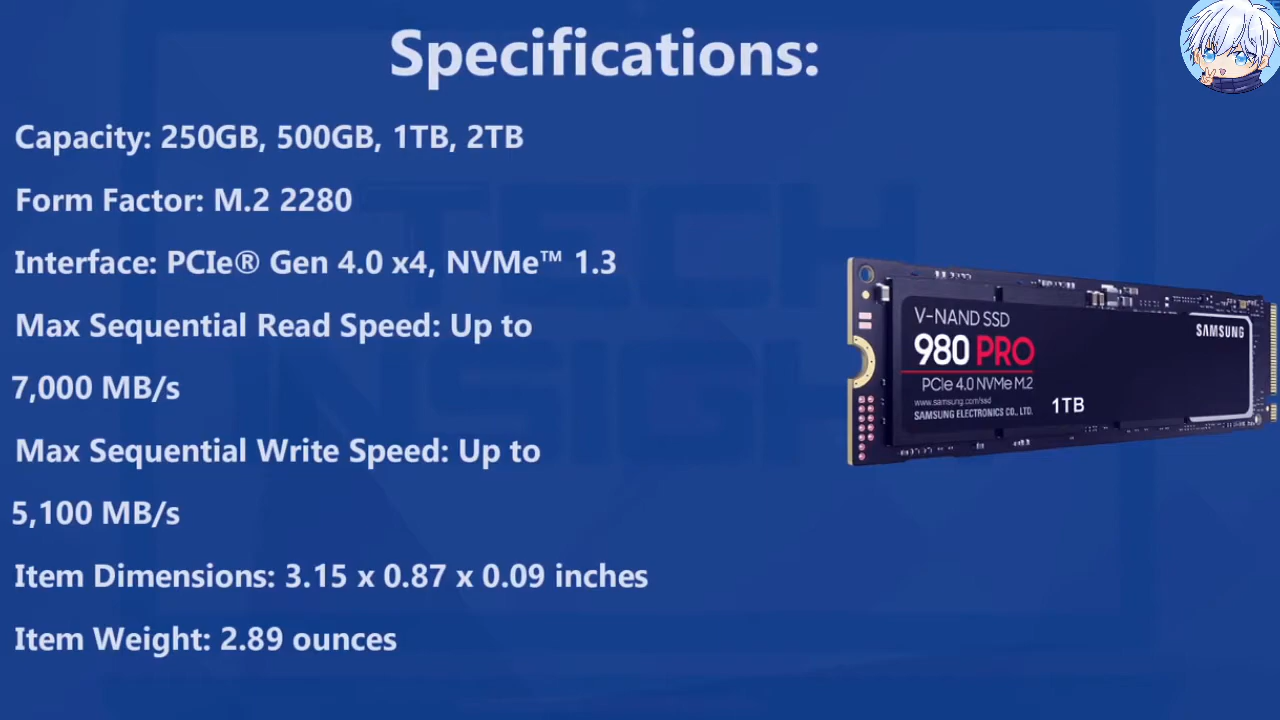 Specifications:
Capacity: 250GB, 500GB, 1TB, 2TB
Form Factor: M.2 2280
Interface: PCIe® Gen 4.0 x4, NVMe™ 1.3
Max Sequential Read Speed: Up to
7,000 MB/s
Max Sequential Write Speed: Up to
5,100 MB/s
Item Dimensions: 3.15 x 0.87 x 0.09 inches
Item Weight: 2.89 ounces
TECH
INSIGH
V-NAND SSD
SAMSUNG
980 PRO
PCIe 4.0 NVMe M.2
www.samsung.com/ssd
SAMSUNG ELECTRONICS CO., LTD.
1TB